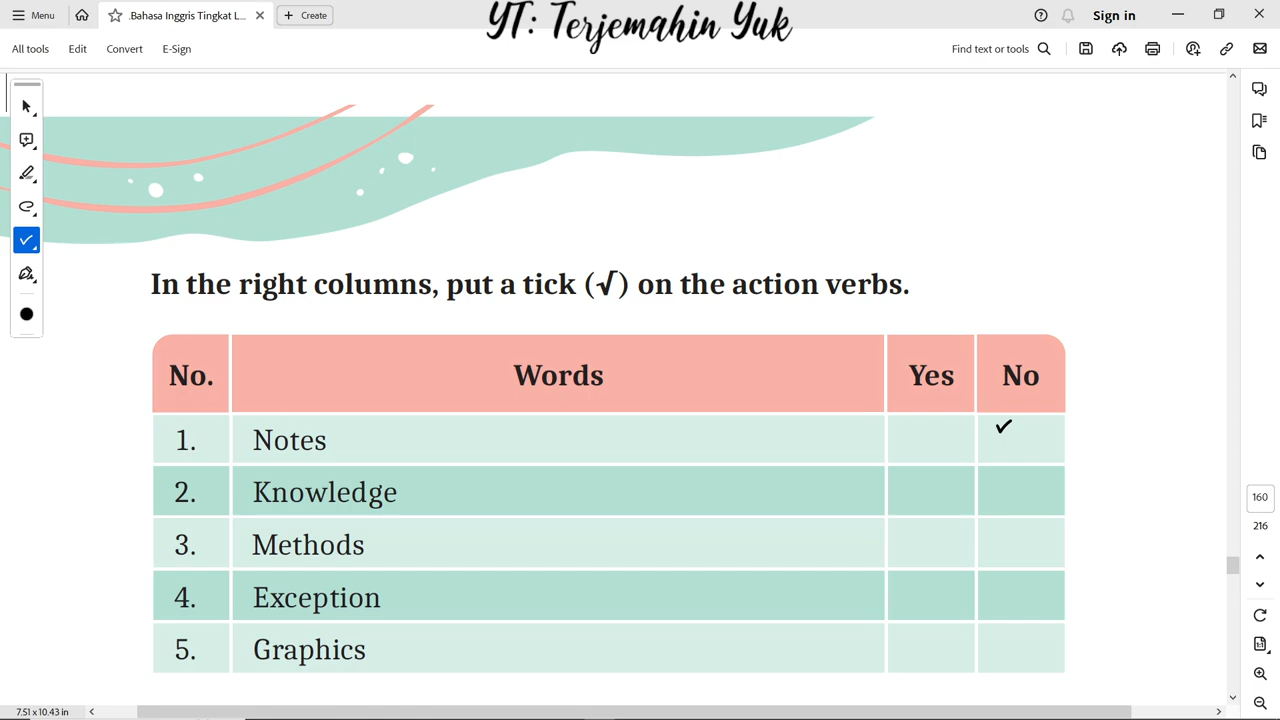 Menu
.Bahasa Inggris Tingkat L...
Create
YT: Terjemahin Yuk
Sign in
All tools
Edit
Convert
E-Sign
Find text or tools
In the right columns, put a tick (√) on the action verbs.
No. Words Yes No
1. Notes ✓
2. Knowledge
3. Methods
4. Exception
5. Graphics
160
216
7.51 x 10.43 in